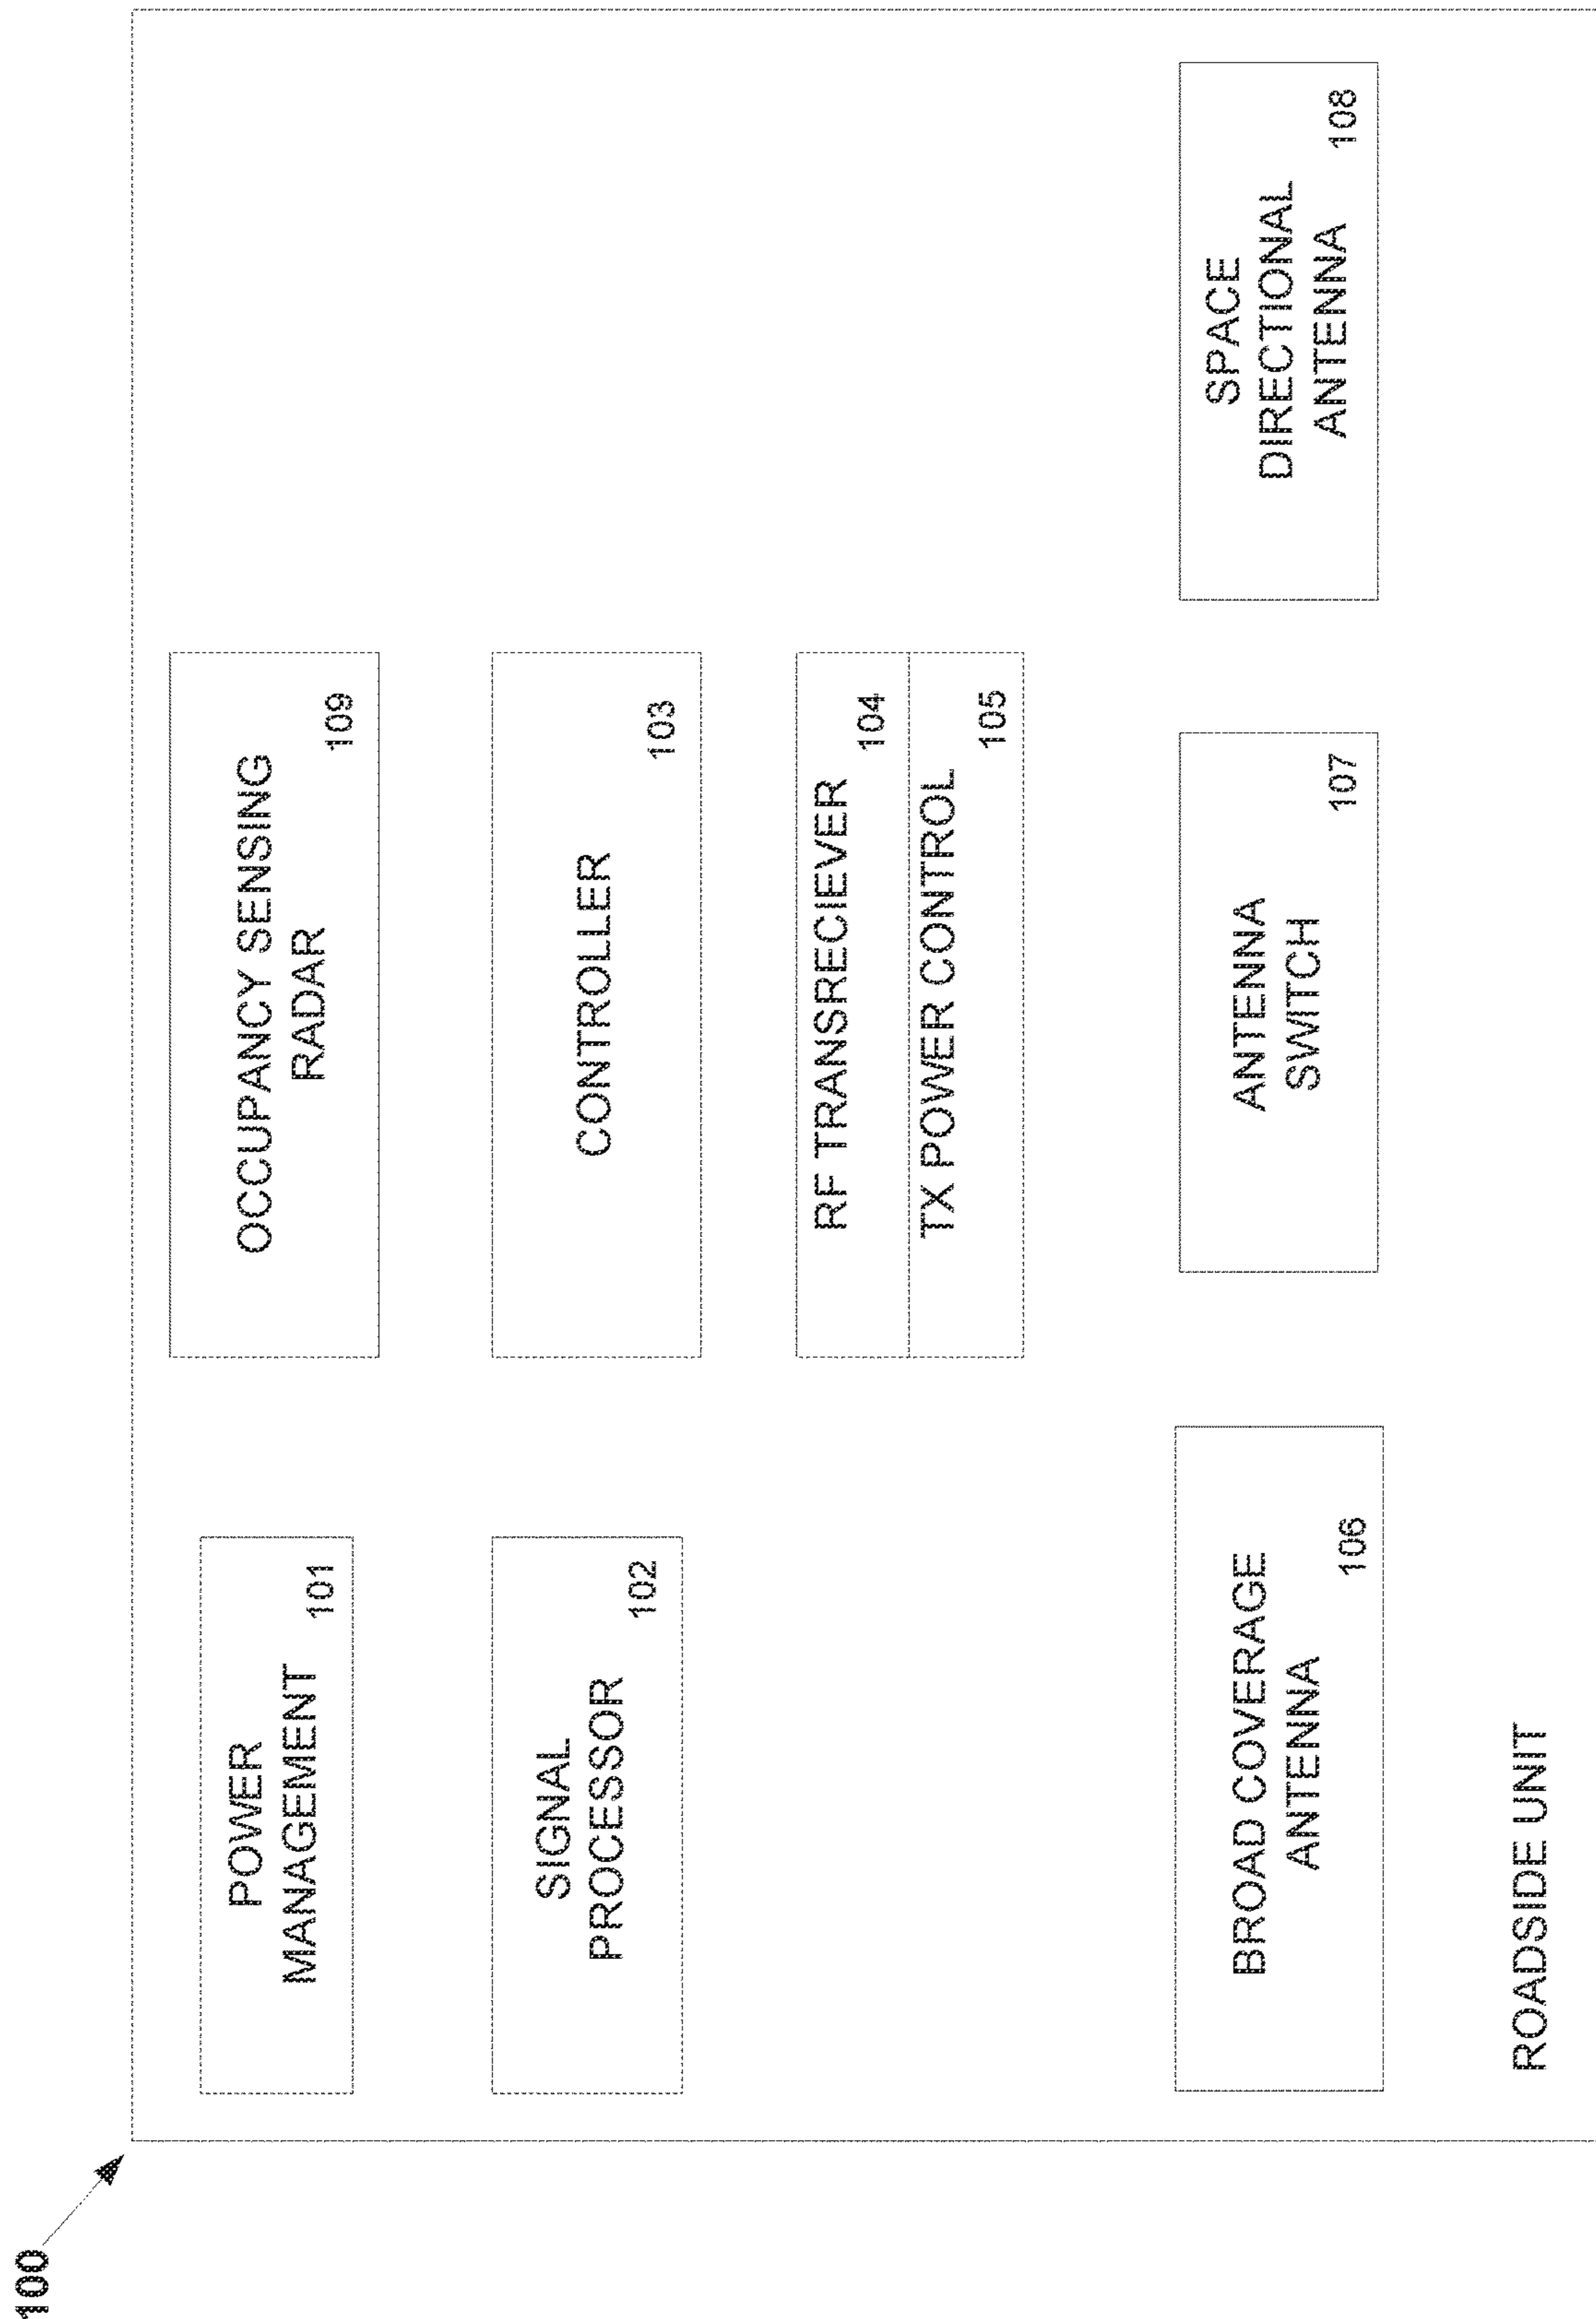 100
POWER
MANAGEMENT
101
OCCUPANCY SENSING
RADAR
109
SIGNAL
PROCESSOR
102
CONTROLLER
103
RF TRANSRECIEVER
104
TX POWER CONTROL
105
BROAD COVERAGE
ANTENNA
106
ANTENNA
SWITCH
107
SPACE
DIRECTIONAL
ANTENNA
108
ROADSIDE UNIT